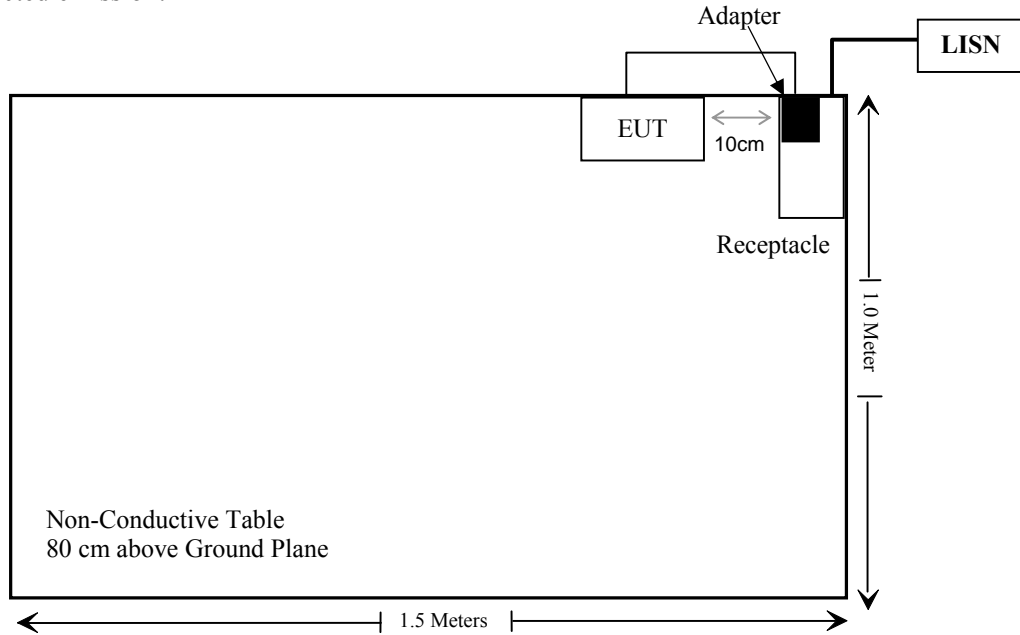 Adapter
LISN
EUT
10cm
Receptacle
1.0 Meter
Non-Conductive Table
80 cm above Ground Plane
1.5 Meters